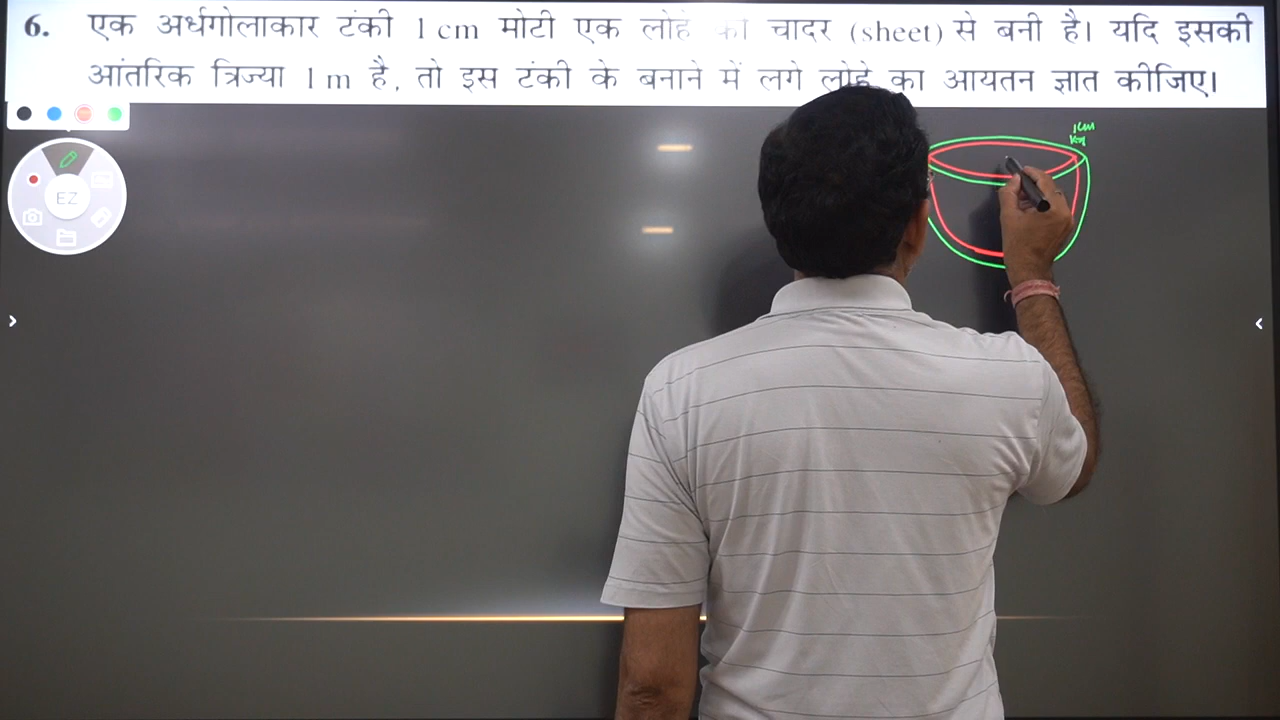 6. एक अर्धगोलाकार टंकी 1 cm मोटी एक लोहे की चादर (sheet) से बनी है। यदि इसकी
आंतरिक त्रिज्या 1 m है, तो इस टंकी के बनाने में लगे लोहे का आयतन ज्ञात कीजिए।
1cm
EZ